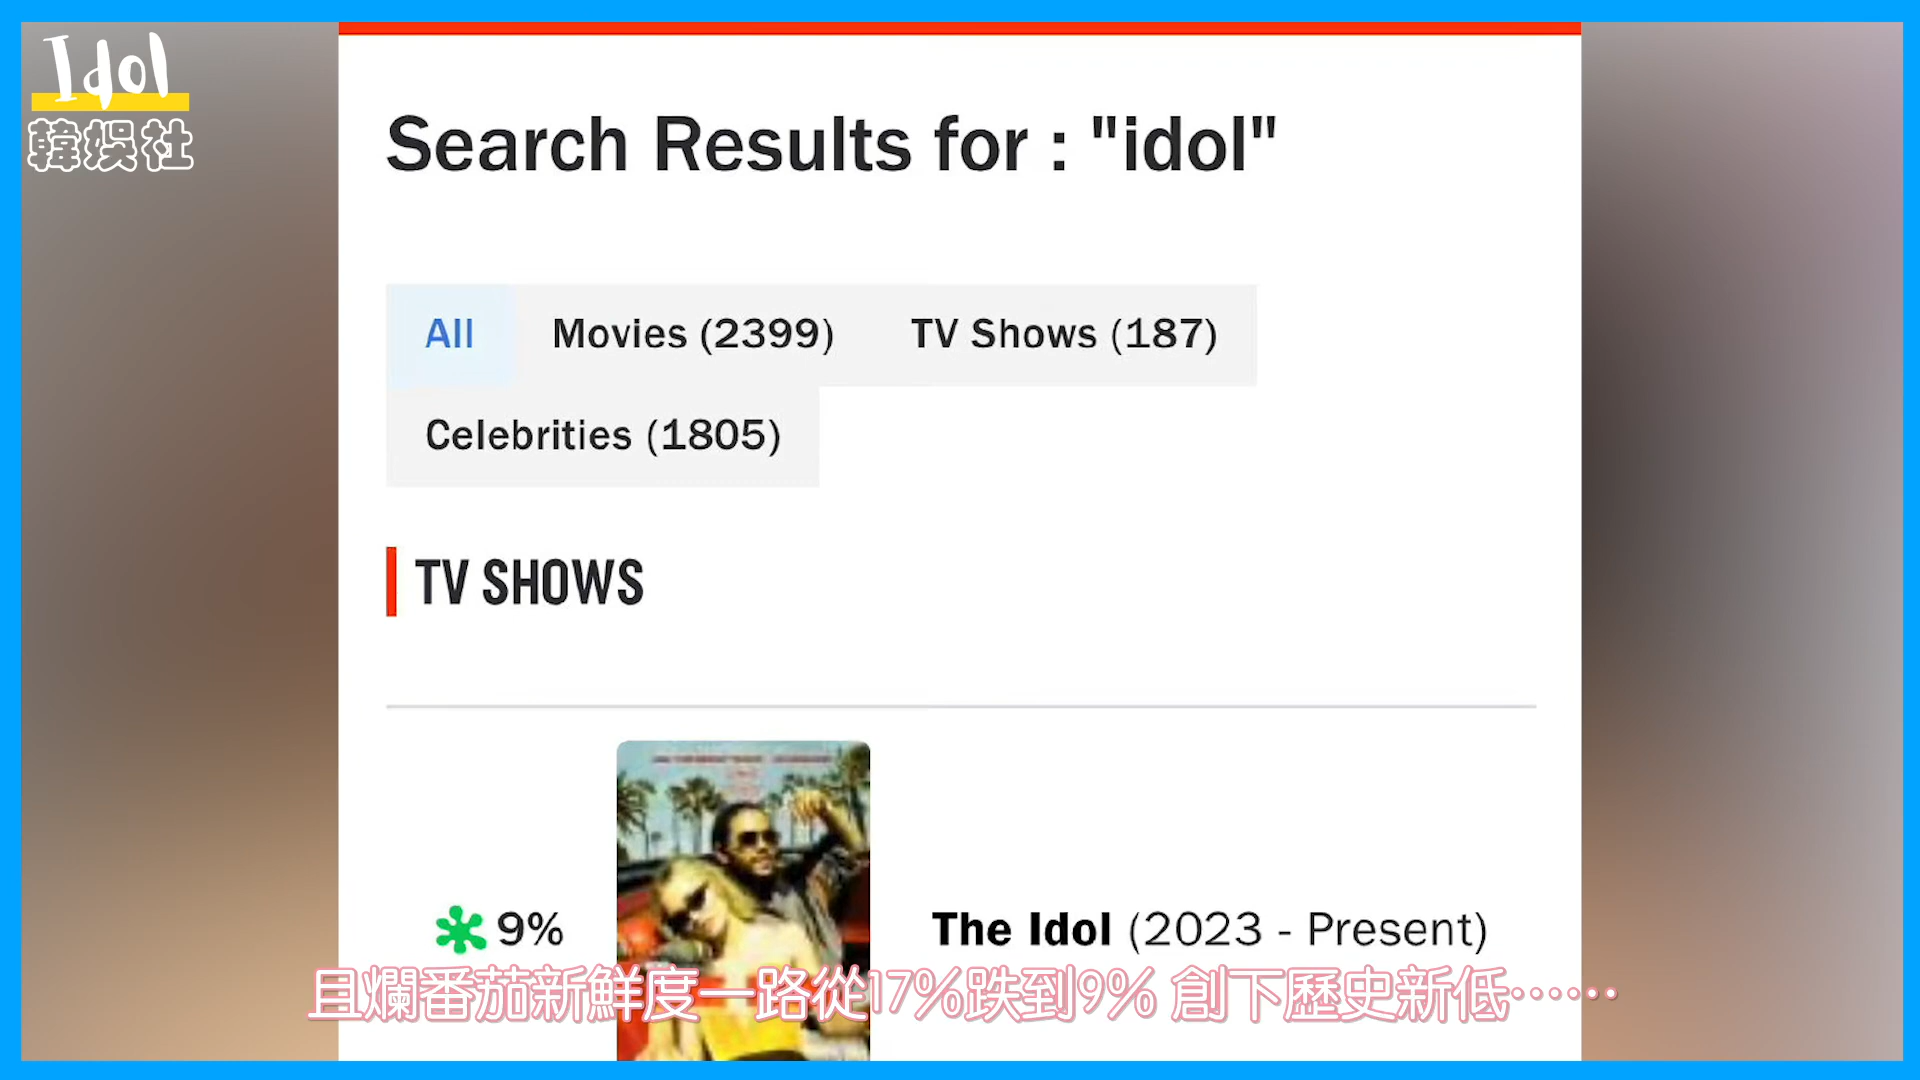 Idol
韓娛社
Search Results for : "idol"
All
Movies (2399)
TV Shows (187)
Celebrities (1805)
TV SHOWS
9%
The Idol (2023 - Present)
且爛番茄新鮮度一路從17%跌到9% 創下歷史新低……